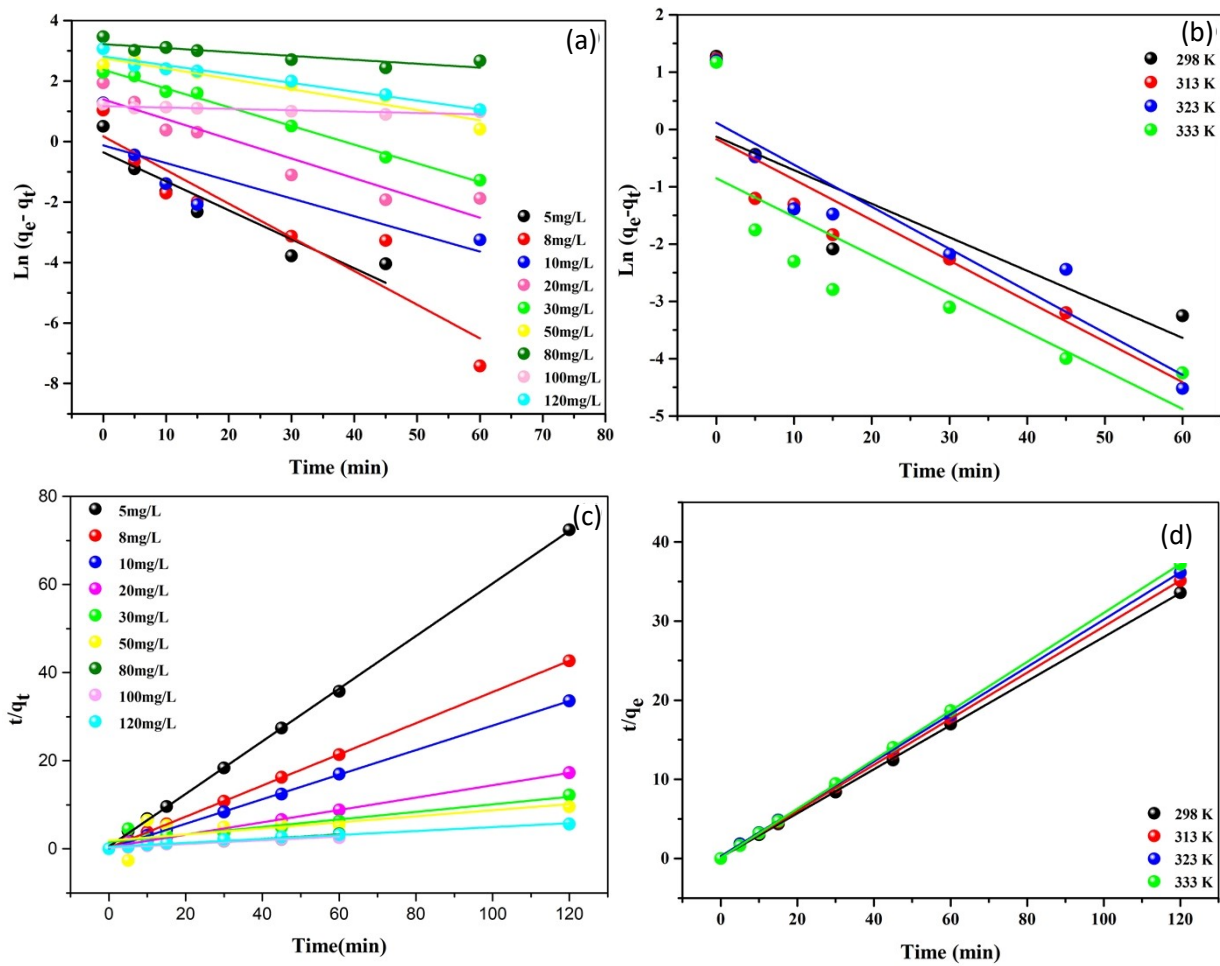 (a)
Ln (qe- qt)
4
2
0
-2
-4
-6
-8
5mg/L
8mg/L
10mg/L
20mg/L
30mg/L
50mg/L
80mg/L
100mg/L
120mg/L
0 10 20 30 40 50 60 70 80
Time (min)
(b)
Ln (qe-qt)
2
1
0
-1
-2
-3
-4
-5
298 K
313 K
323 K
333 K
0 10 20 30 40 50 60
Time (min)
(c)
t/qt
80
60
40
20
0
5mg/L
8mg/L
10mg/L
20mg/L
30mg/L
50mg/L
80mg/L
100mg/L
120mg/L
0 20 40 60 80 100 120
Time(min)
(d)
t/qe
40
30
20
10
0
298 K
313 K
323 K
333 K
0 20 40 60 80 100 120
Time (min)